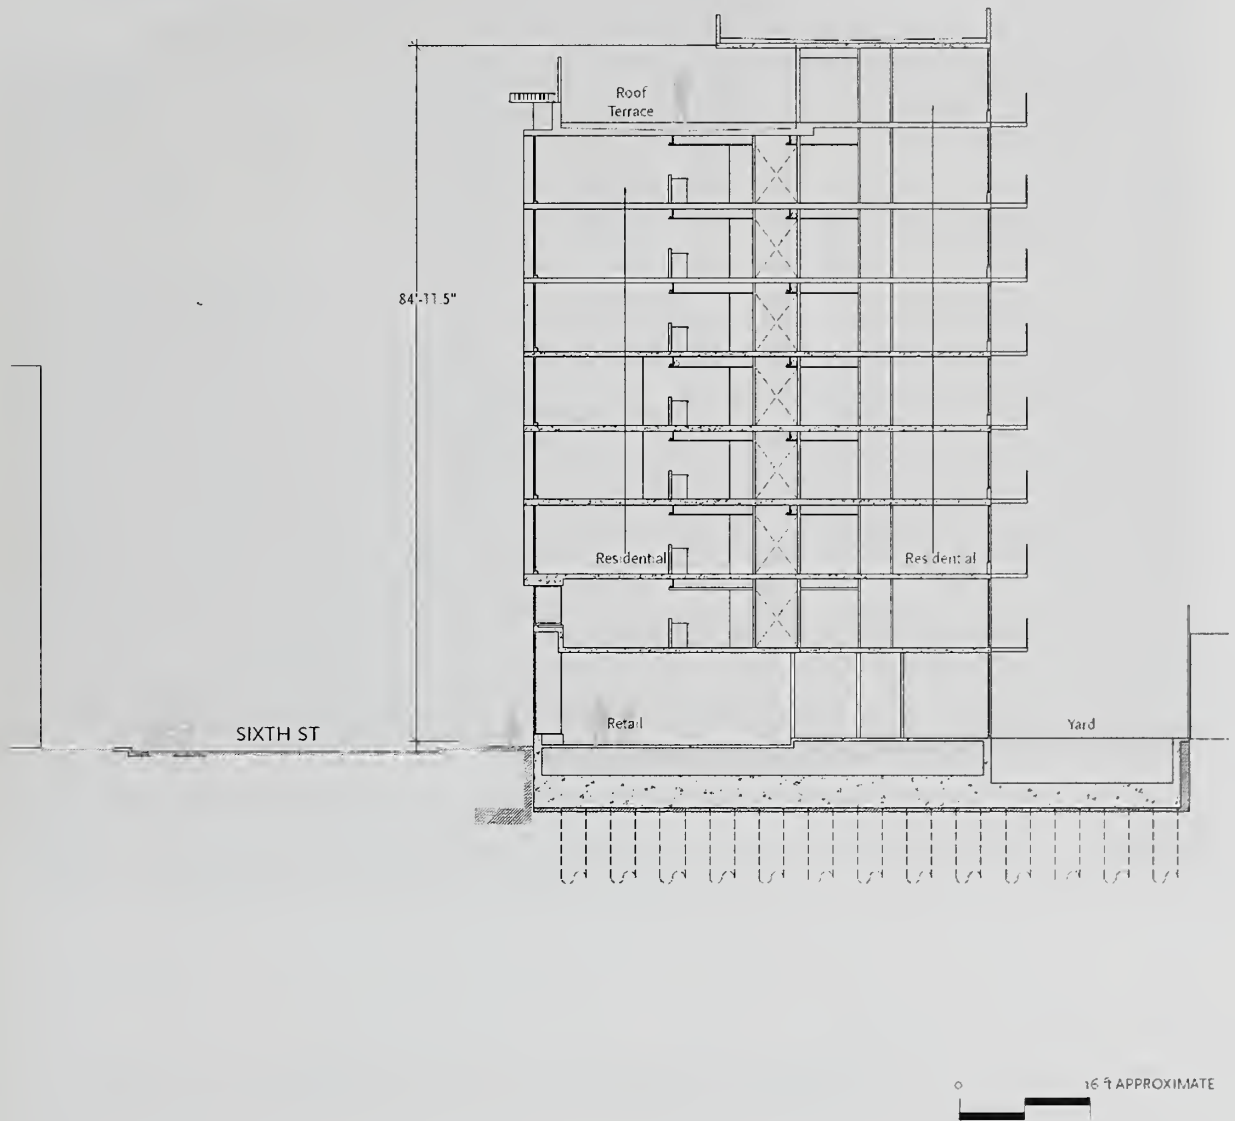 Roof
Terrace
84'-11.5"
Residential
Residential
SIXTH ST
Retail
Yard
0
16 ft APPROXIMATE